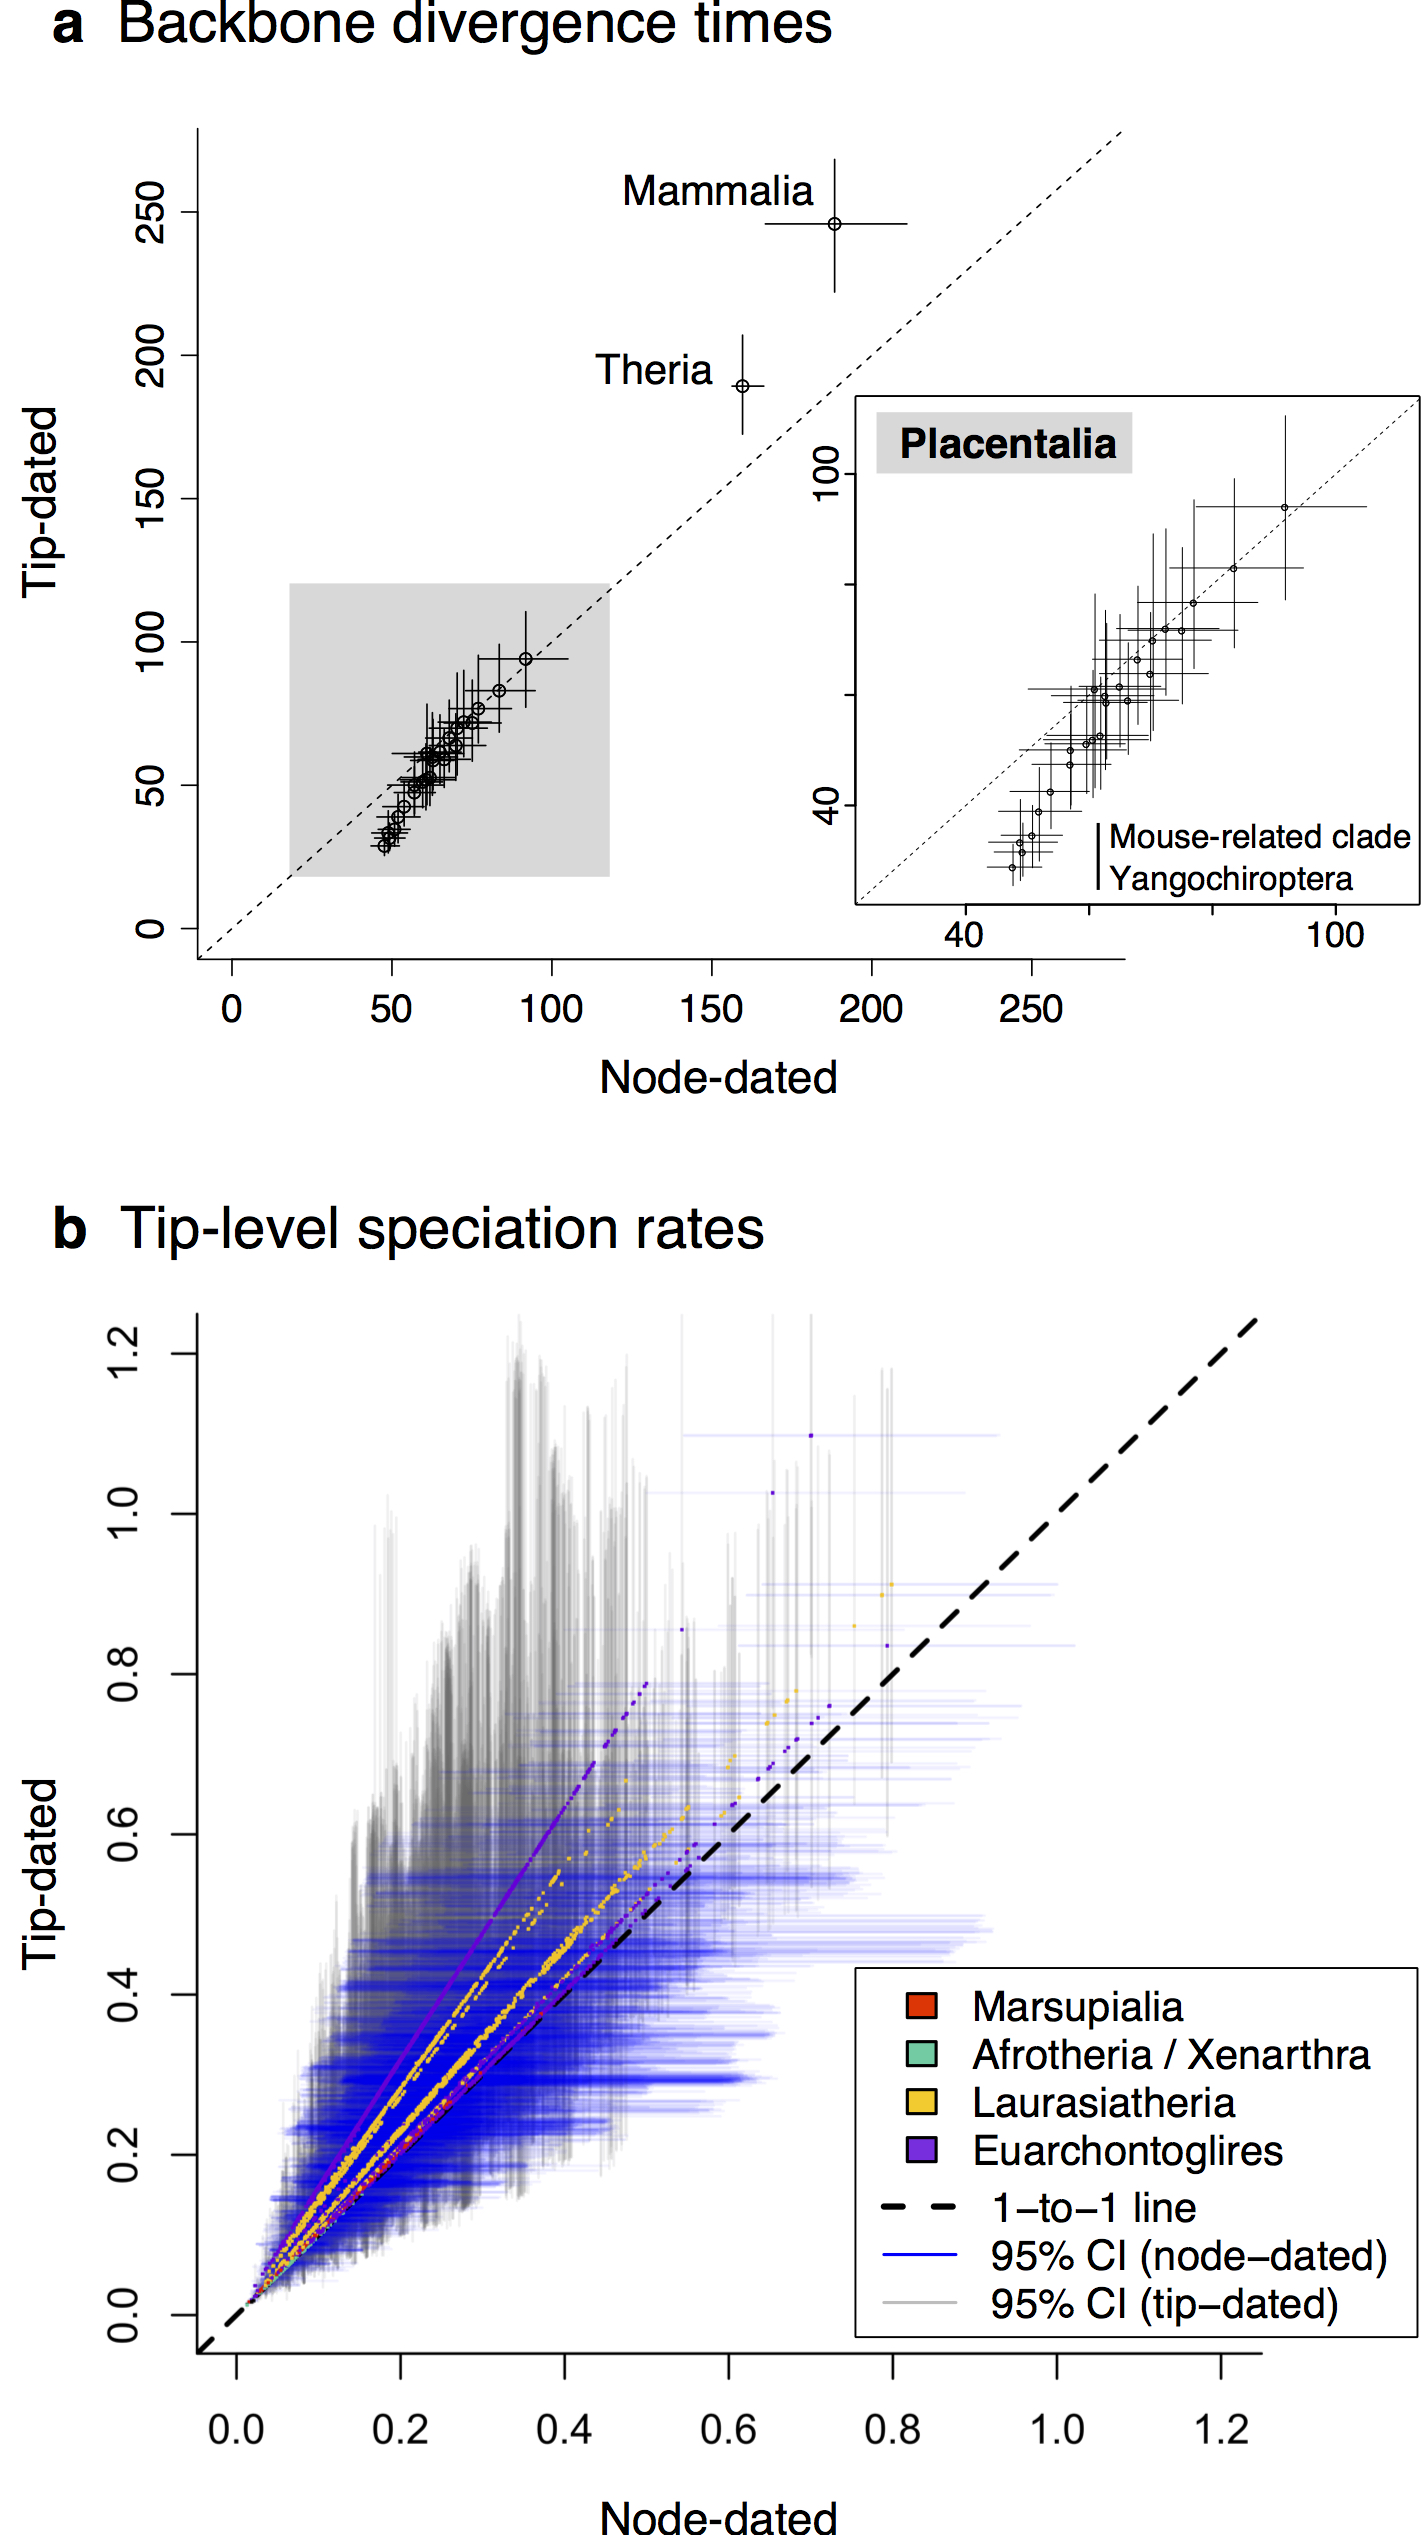 a Backbone divergence times
250
200
150
100
50
0
Tip-dated
Mammalia
Theria
Placentalia
100
40
Mouse-related clade
Yangochiroptera
40 100
0 50 100 150 200 250
Node-dated
b Tip-level speciation rates
1.2
1.0
0.8
0.6
0.4
0.2
0.0
Tip-dated
Marsupialia
Afrotheria / Xenarthra
Laurasiatheria
Euarchontoglires
1-to-1 line
95% CI (node-dated)
95% CI (tip-dated)
0.0 0.2 0.4 0.6 0.8 1.0 1.2
Node-dated